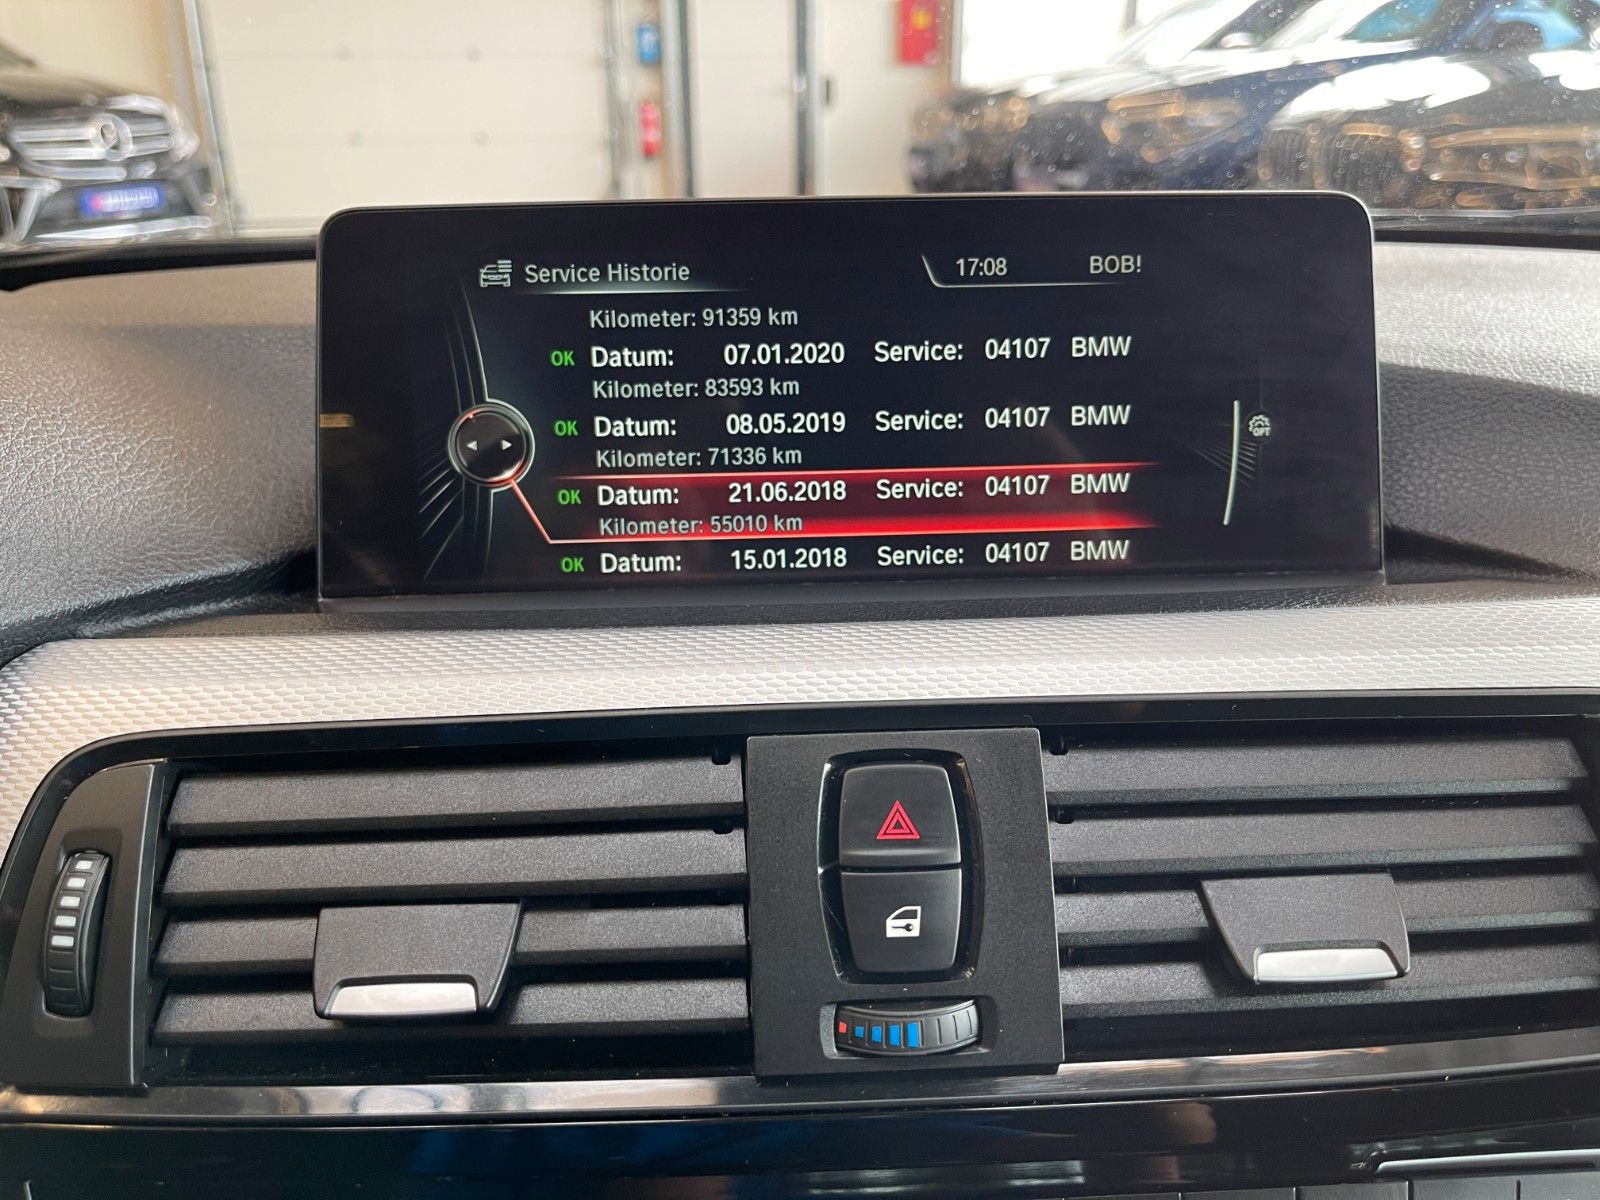 Service Historie 17:08 BOB!
Kilometer: 91359 km
OK Datum: 07.01.2020 Service: 04107 BMW
Kilometer: 83593 km
OK Datum: 08.05.2019 Service: 04107 BMW
Kilometer: 71336 km
OPT
OK Datum: 21.06.2018 Service: 04107 BMW
Kilometer: 55010 km
OK Datum: 15.01.2018 Service: 04107 BMW